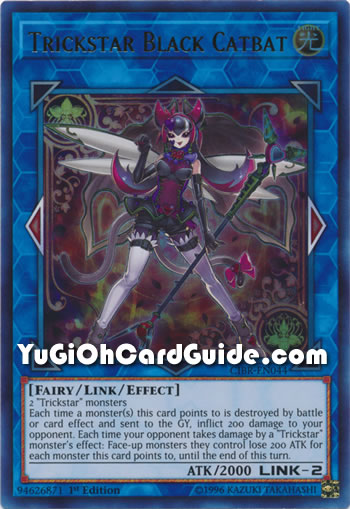 TRICKSTAR BLACK CATBAT
LIGHT
光
YuGiOhCardGuide.com
CIBR-EN044
[FAIRY/LINK/EFFECT]
2 "Trickstar" monsters
Each time a monster(s) this card points to is destroyed by battle
or card effect and sent to the GY, inflict 200 damage to your
opponent. Each time your opponent takes damage by a "Trickstar"
monster's effect: Face-up monsters they control lose 200 ATK for
each monster this card points to, until the end of this turn.
ATK/2000 LINK-2
94626871 1st Edition ©1996 KAZUKI TAKAHASHI